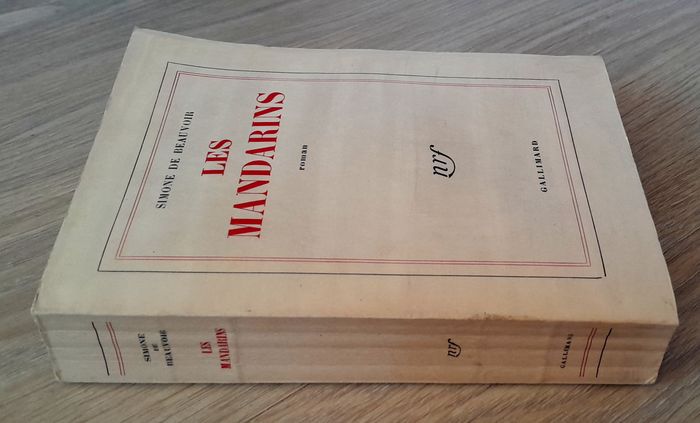 SIMONE DE BEAUVOIR
LES
MANDARINS
roman
nrf
GALLIMARD
SIMONE
DE
BEAUVOIR
LES
MANDARINS
nrf
GALLIMARD